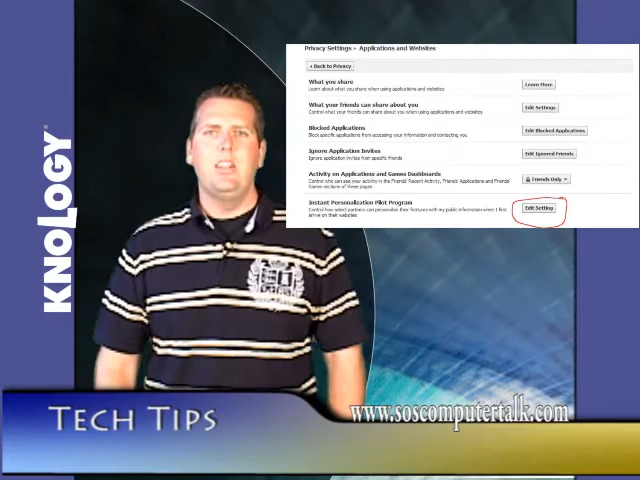 Privacy Settings ▸ Applications and Websites
Back to Privacy
What you share
Learn about what you share when using applications and websites
Learn More
What your friends can share about you
Control what your friends can share about you when using applications and websites
Edit Settings
Blocked Applications
Block specific applications from accessing your information and contacting you
Edit Blocked Applications
Ignore Application Invites
Ignore application invites from specific friends
Edit Ignored Friends
Activity on Applications and Games Dashboards
Control who can see your activity in the Friends' Recent Activity, Friends' Applications and Friends'
Games sections of these pages
Friends Only
Instant Personalization Pilot Program
Control how select partners can personalize their features with my public information when I first
arrive on their websites
Edit Setting
KNOLOGY
TECH TIPS
www.soscomputertalk.com